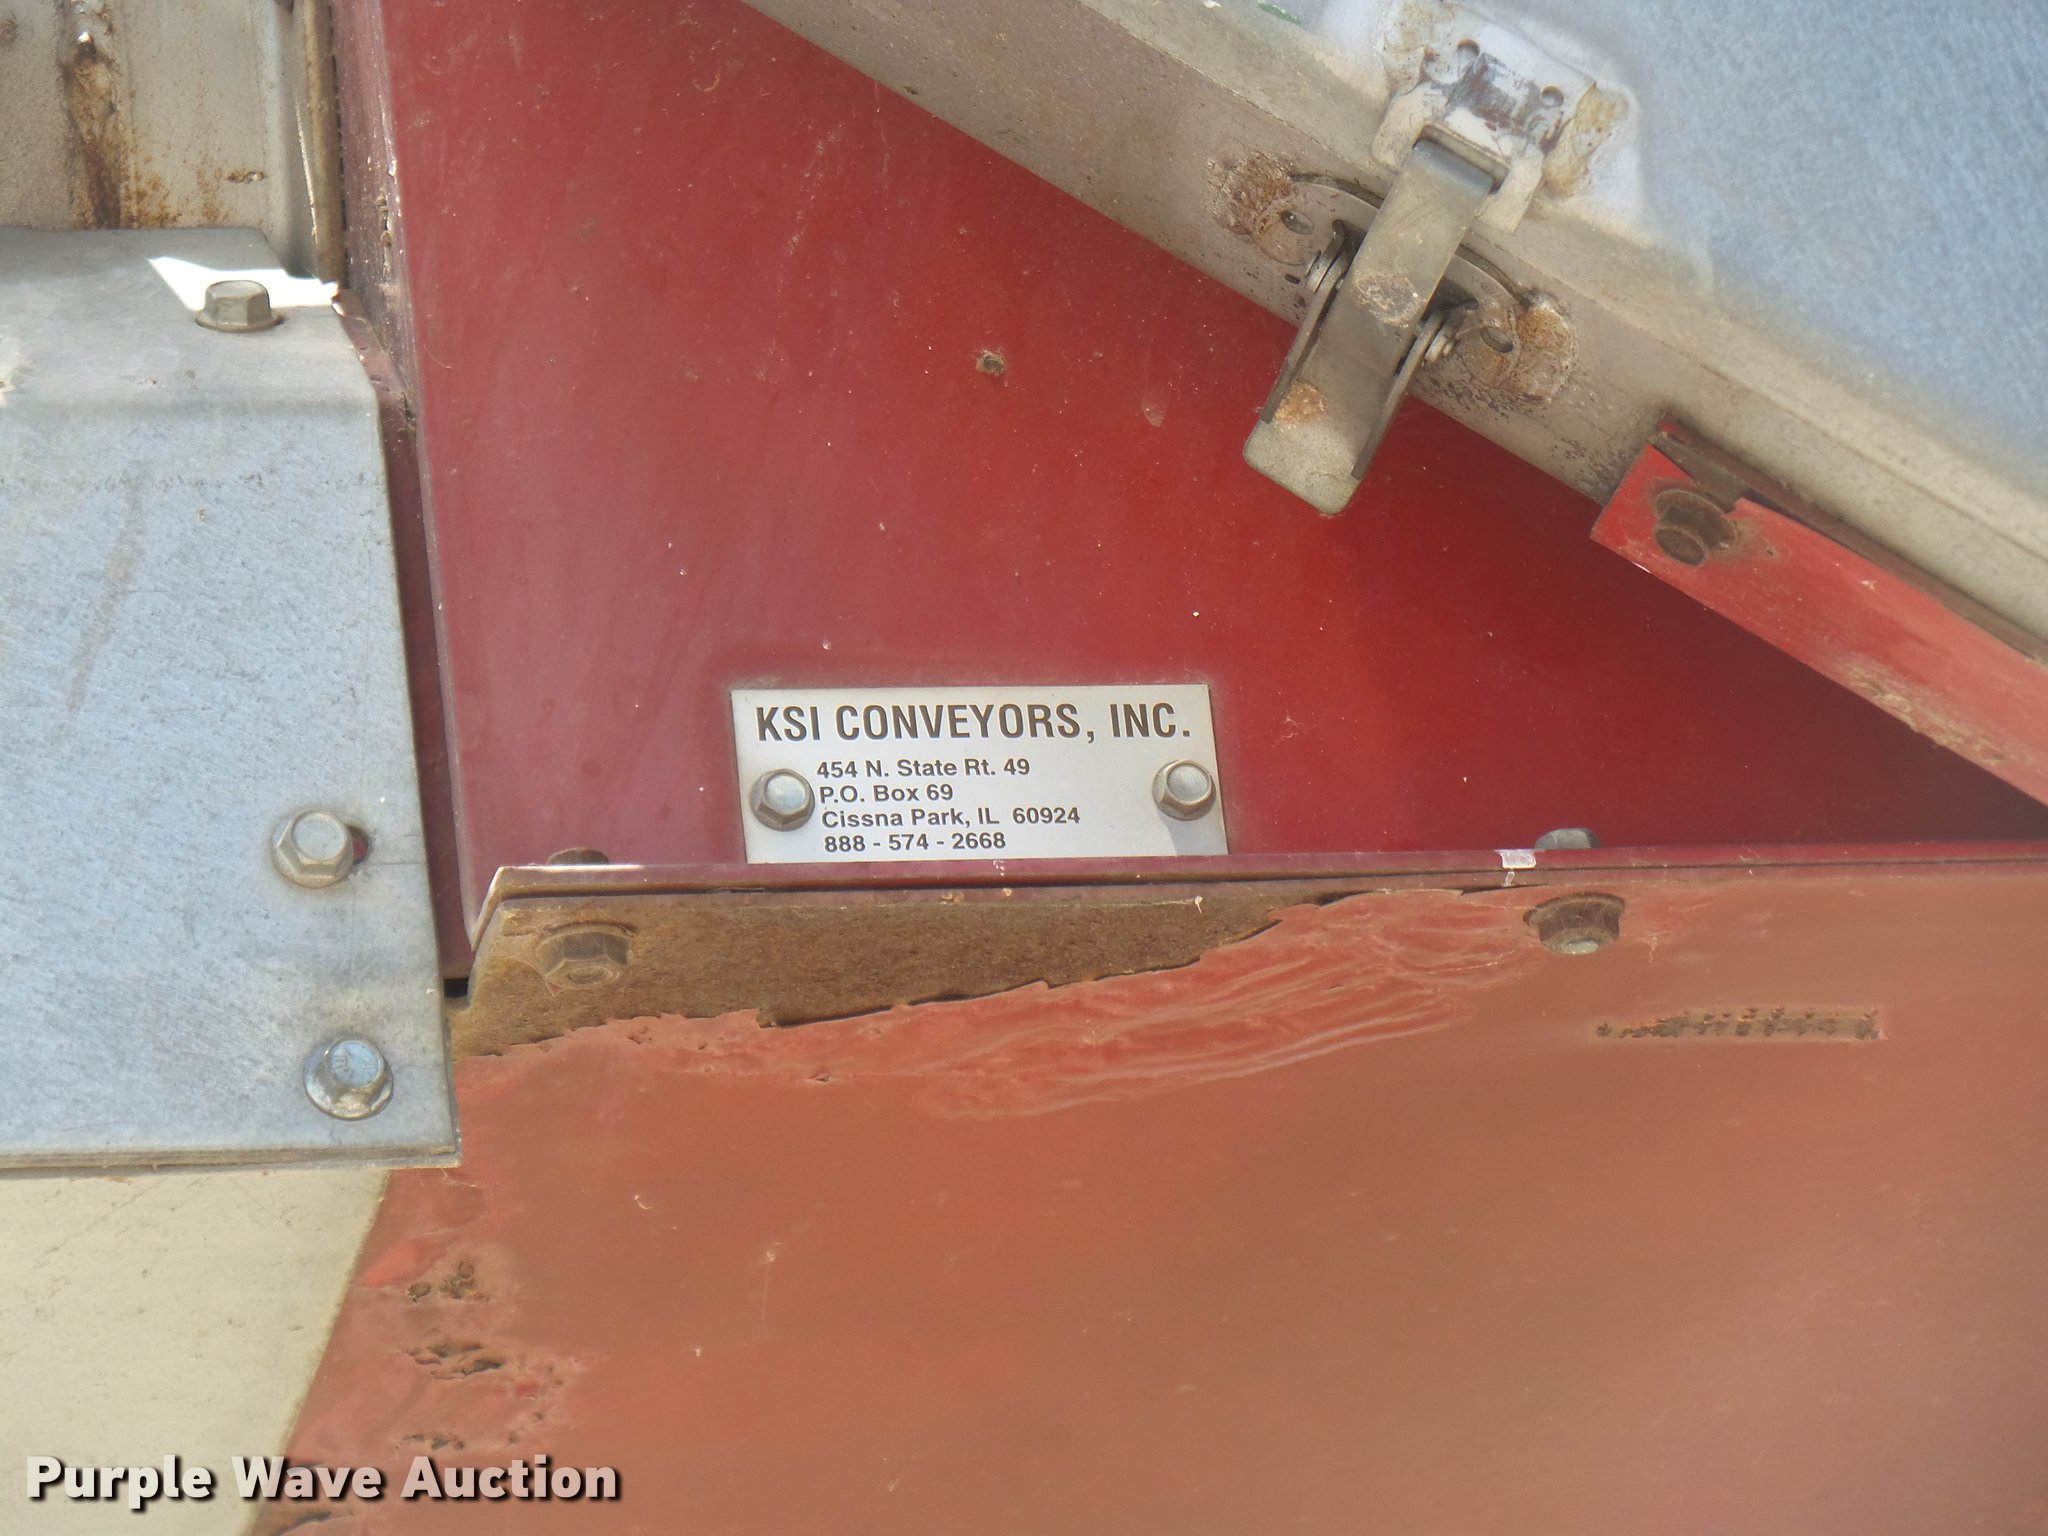 KSI CONVEYORS, INC.
454 N. State Rt. 49
P.O. Box 69
Cissna Park, IL 60924
888 - 574 - 2668
Purple Wave Auction